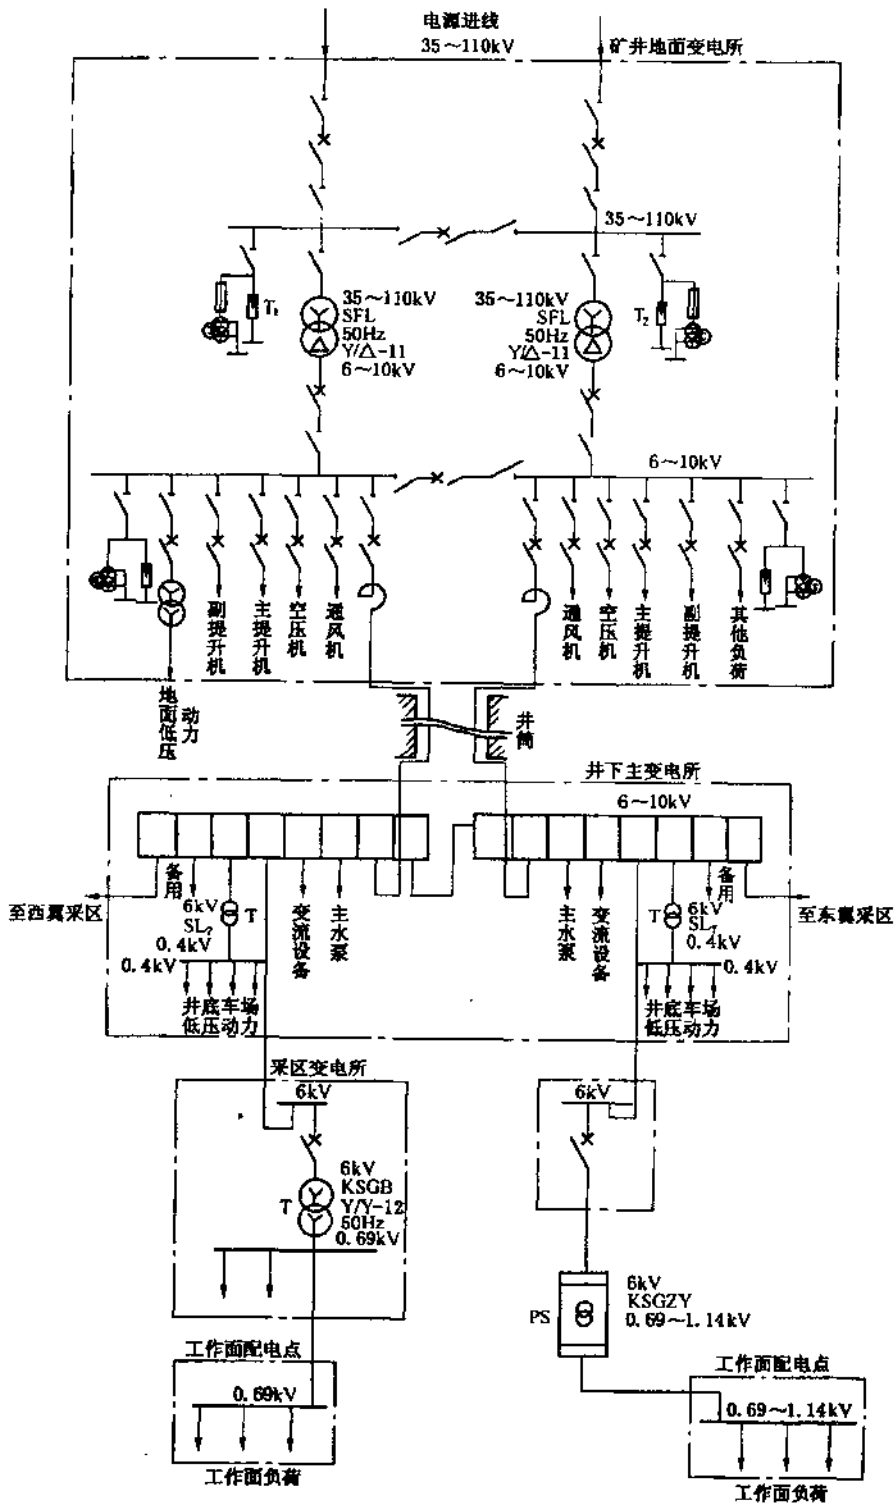 电源进线
35～110kV
矿井地面变电所
35～110kV
T₁
35～110kV
SFL
50Hz
Y/△-11
6～10kV
35～110kV
SFL
50Hz
Y/△-11
6～10kV
T₂
6～10kV
副提升机
主提升机
空压机
通风机
通风机
空压机
主提升机
副提升机
其他负荷
地面低压
动力
井筒
井下主变电所
6～10kV
备用
备用
至西翼采区
至东翼采区
6kV
SL₇
0.4kV
T
变流设备
主水泵
主水泵
变流设备
T
6kV
SL₇
0.4kV
0.4kV
0.4kV
井底车场
低压动力
井底车场
低压动力
采区变电所
6kV
6kV
6kV
KSGB
T
Y/Y-12
50Hz
0.69kV
PS
6kV
KSGZY
0.69～1.14kV
工作面配电点
0.69kV
工作面负荷
工作面配电点
0.69～1.14kV
工作面负荷